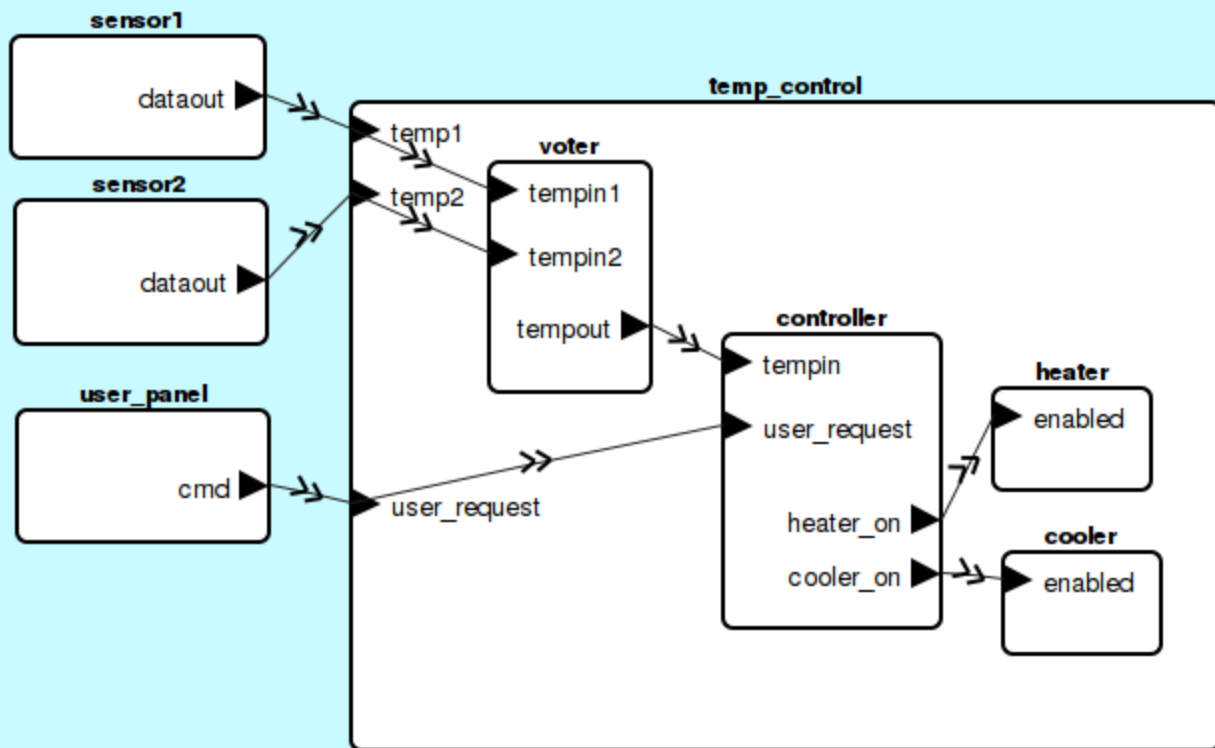 sensor1
dataout
temp_control
temp1
voter
tempin1
sensor2
temp2
tempin2
dataout
tempout
controller
tempin
heater
enabled
user_panel
user_request
cmd
user_request
heater_on
cooler
cooler_on
enabled